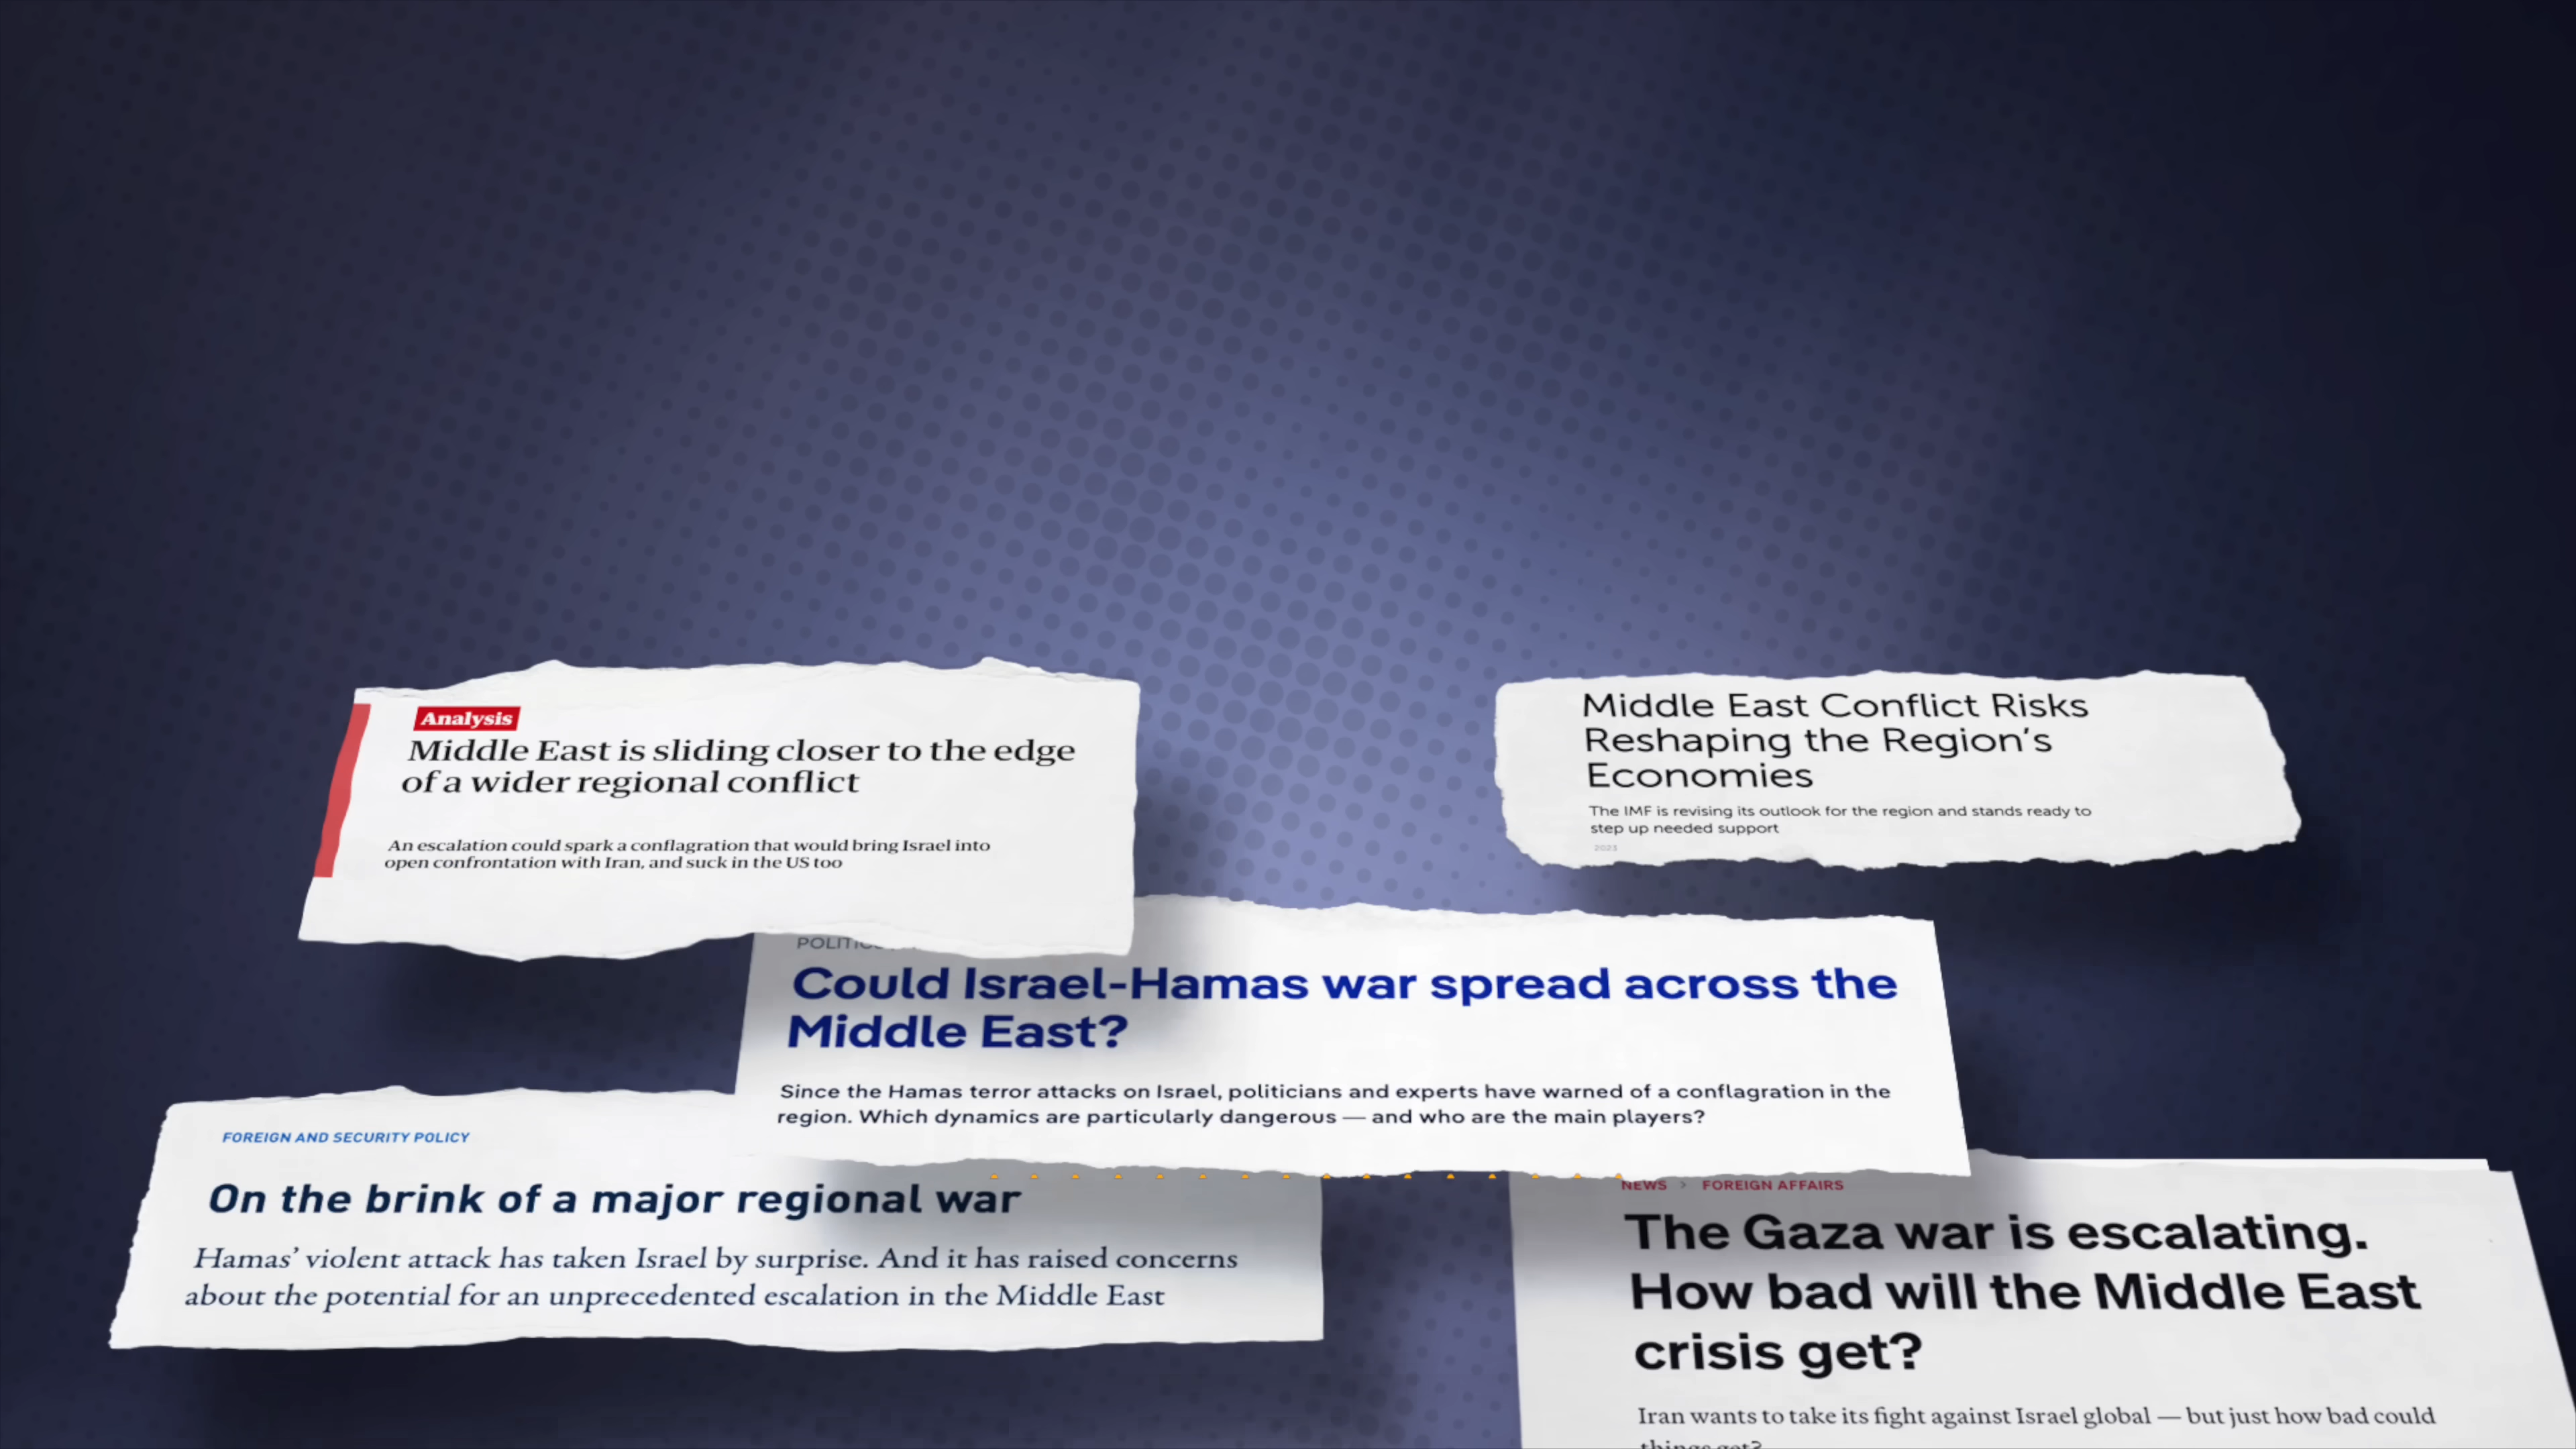 Analysis
Middle East is sliding closer to the edge
of a wider regional conflict
An escalation could spark a conflagration that would bring Israel into
open confrontation with Iran, and suck in the US too
Middle East Conflict Risks
Reshaping the Region's
Economies
The IMF is revising its outlook for the region and stands ready to
step up needed support
2023
Could Israel-Hamas war spread across the
Middle East?
Since the Hamas terror attacks on Israel, politicians and experts have warned of a conflagration in the
region. Which dynamics are particularly dangerous — and who are the main players?
FOREIGN AND SECURITY POLICY
On the brink of a major regional war
Hamas' violent attack has taken Israel by surprise. And it has raised concerns
about the potential for an unprecedented escalation in the Middle East
NEWS > FOREIGN AFFAIRS
The Gaza war is escalating.
How bad will the Middle East
crisis get?
Iran wants to take its fight against Israel global — but just how bad could
things get?